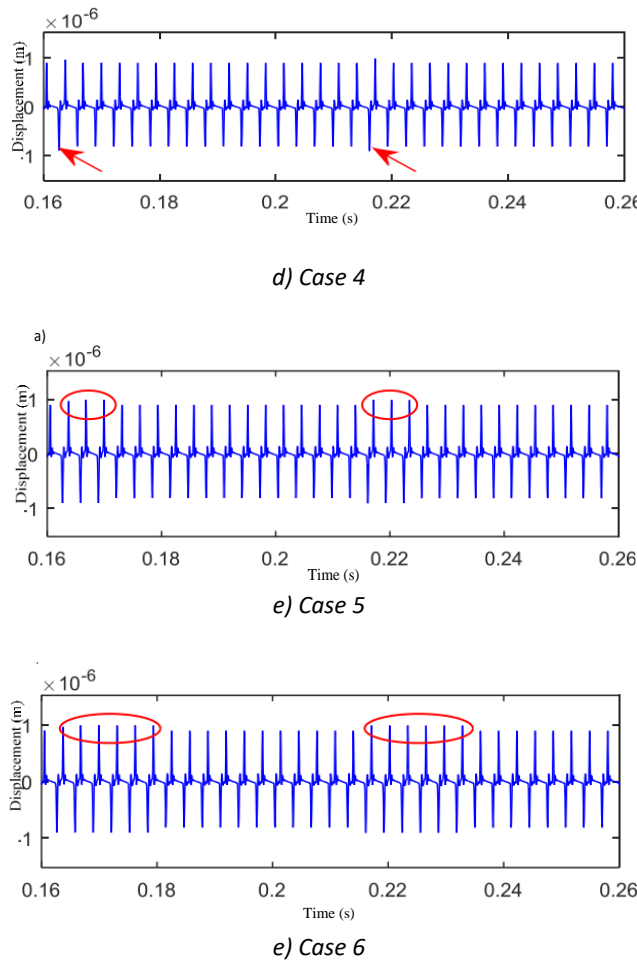 × 10^-6
Displacement (m)
1
0
.1
0.16 0.18 0.2 0.22 0.24 0.26
Time (s)
d) Case 4
a)
× 10^-6
Displacement (m)
1
0
.1
0.16 0.18 0.2 0.22 0.24 0.26
Time (s)
e) Case 5
.
× 10^-6
Displacement (m)
1
0
.1
0.16 0.18 0.2 0.22 0.24 0.26
Time (s)
e) Case 6